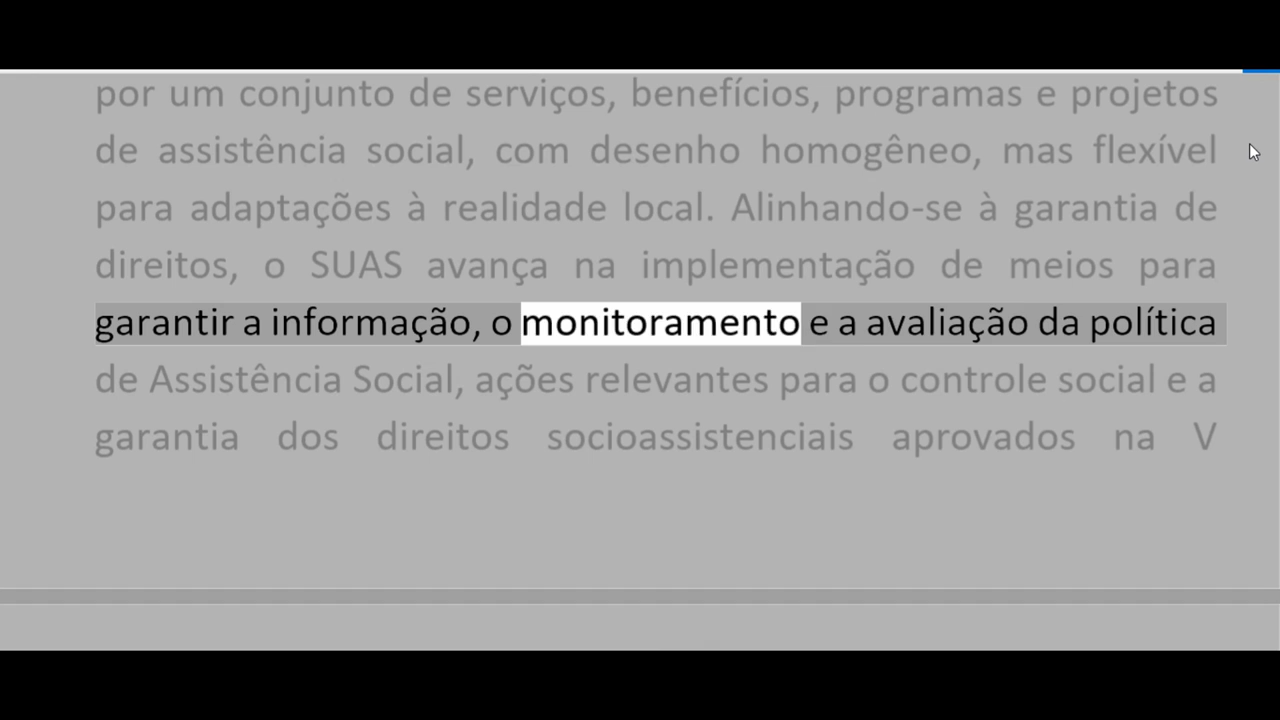 por um conjunto de serviços, benefícios, programas e projetos
de assistência social, com desenho homogêneo, mas flexível
para adaptações à realidade local. Alinhando-se à garantia de
direitos, o SUAS avança na implementação de meios para
garantir a informação, o monitoramento e a avaliação da política
de Assistência Social, ações relevantes para o controle social e a
garantia dos direitos socioassistenciais aprovados na V